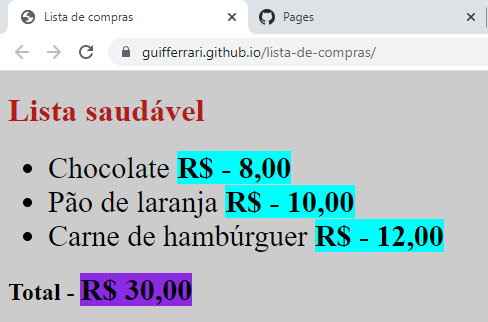 Lista de compras
Pages
guifferrari.github.io/lista-de-compras/
Lista saudável
Chocolate R$ - 8,00
Pão de laranja R$ - 10,00
Carne de hambúrguer R$ - 12,00
Total - R$ 30,00